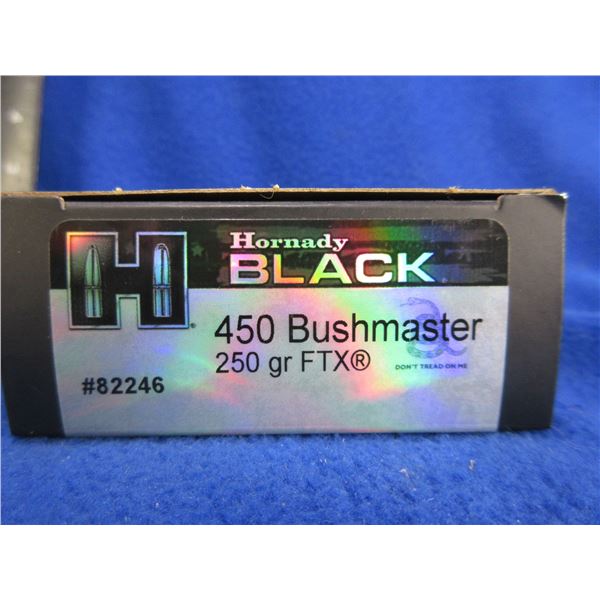 H
Hornady
BLACK
450 Bushmaster
250 gr FTX®
#82246
DON'T TREAD ON ME